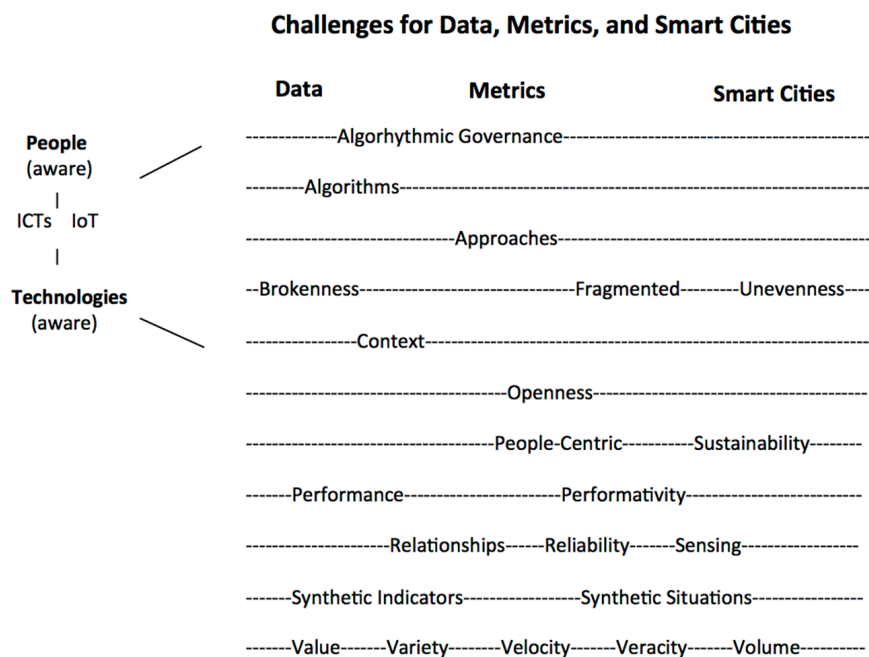 Challenges for Data, Metrics, and Smart Cities
Data Metrics Smart Cities
People
(aware)
|
ICTs IoT
|
Technologies
(aware)
---------------Algorhythmic Governance---------------
---------Algorithms---------
---------------Approaches---------------
--Brokenness---------------Fragmented---------Unevenness----
---------------Context---------------
---------------Openness---------------
---------------People-Centric-----------Sustainability--------
-------Performance---------------Performativity---------------
---------------Relationships------Reliability-------Sensing---------------
-------Synthetic Indicators---------------Synthetic Situations---------------
-------Value-------Variety--------Velocity-------Veracity-------Volume----------